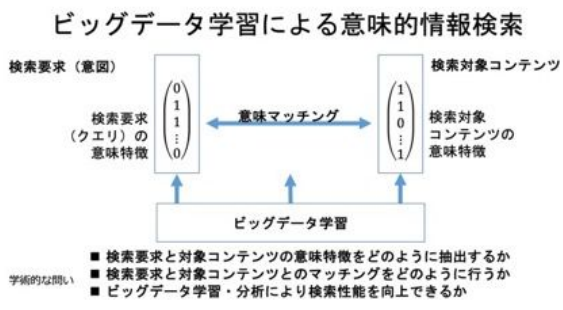 ビッグデータ学習による意味的情報検索
検索要求（意図）
検索対象コンテンツ
0
1
1
⋮
0
1
1
0
⋮
1
意味マッチング
検索要求
（クエリ）の
意味特徴
検索対象
コンテンツの
意味特徴
ビッグデータ学習
学術的な問い
■ 検索要求と対象コンテンツの意味特徴をどのように抽出するか
■ 検索要求と対象コンテンツとのマッチングをどのように行うか
■ ビッグデータ学習・分析により検索性能を向上できるか